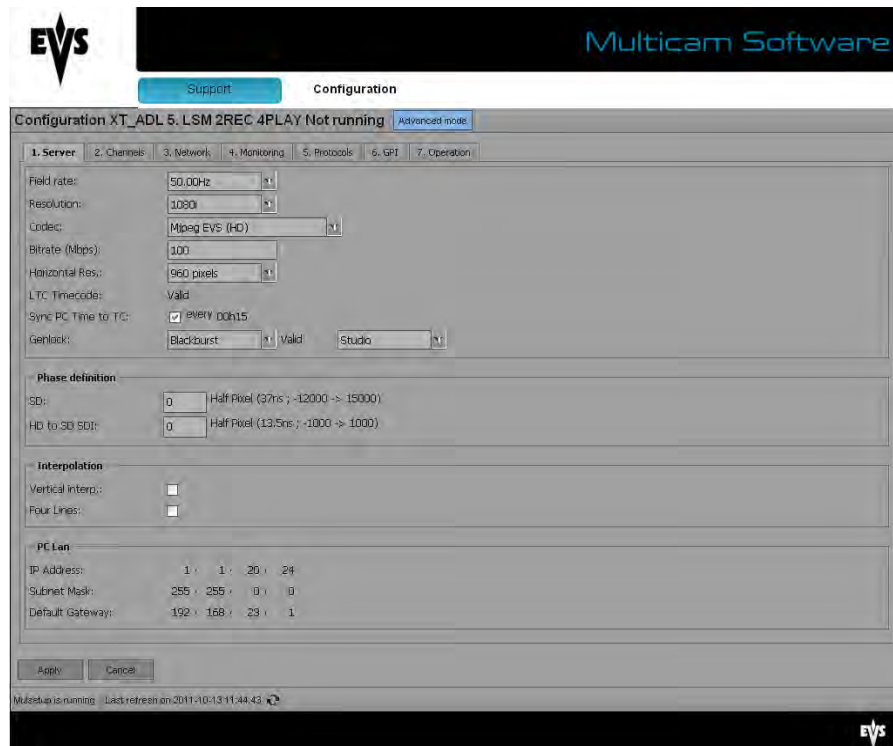 EVS
Multicam Software
Support Configuration
Configuration XT_ADL 5. LSM 2REC 4PLAY Not running Advanced mode
1. Server 2. Channels 3. Network 4. Monitoring 5. Protocols 6. GPI 7. Operation
Field rate: 50.00Hz
Resolution: 1080i
Codec: Mjpeg EVS (HD)
Bitrate (Mbps): 100
Horizontal Res.: 960 pixels
LTC Timecode: Valid
Sync PC Time to TC: every 00h15
Genlock: Blackburst Valid Studio
Phase definition
SD: 0 Half Pixel (37ns ; -12000 -> 15000)
HD to SD SDI: 0 Half Pixel (13.5ns ; -1000 -> 1000)
Interpolation
Vertical interp.:
Four Lines:
PC Lan
IP Address: 1 . 1 . 20 . 24
Subnet Mask: 255 . 255 . 0 . 0
Default Gateway: 192 . 168 . 23 . 1
Apply Cancel
Mulsetup is running Last refresh on 2011-10-13 11:44:43
EVS